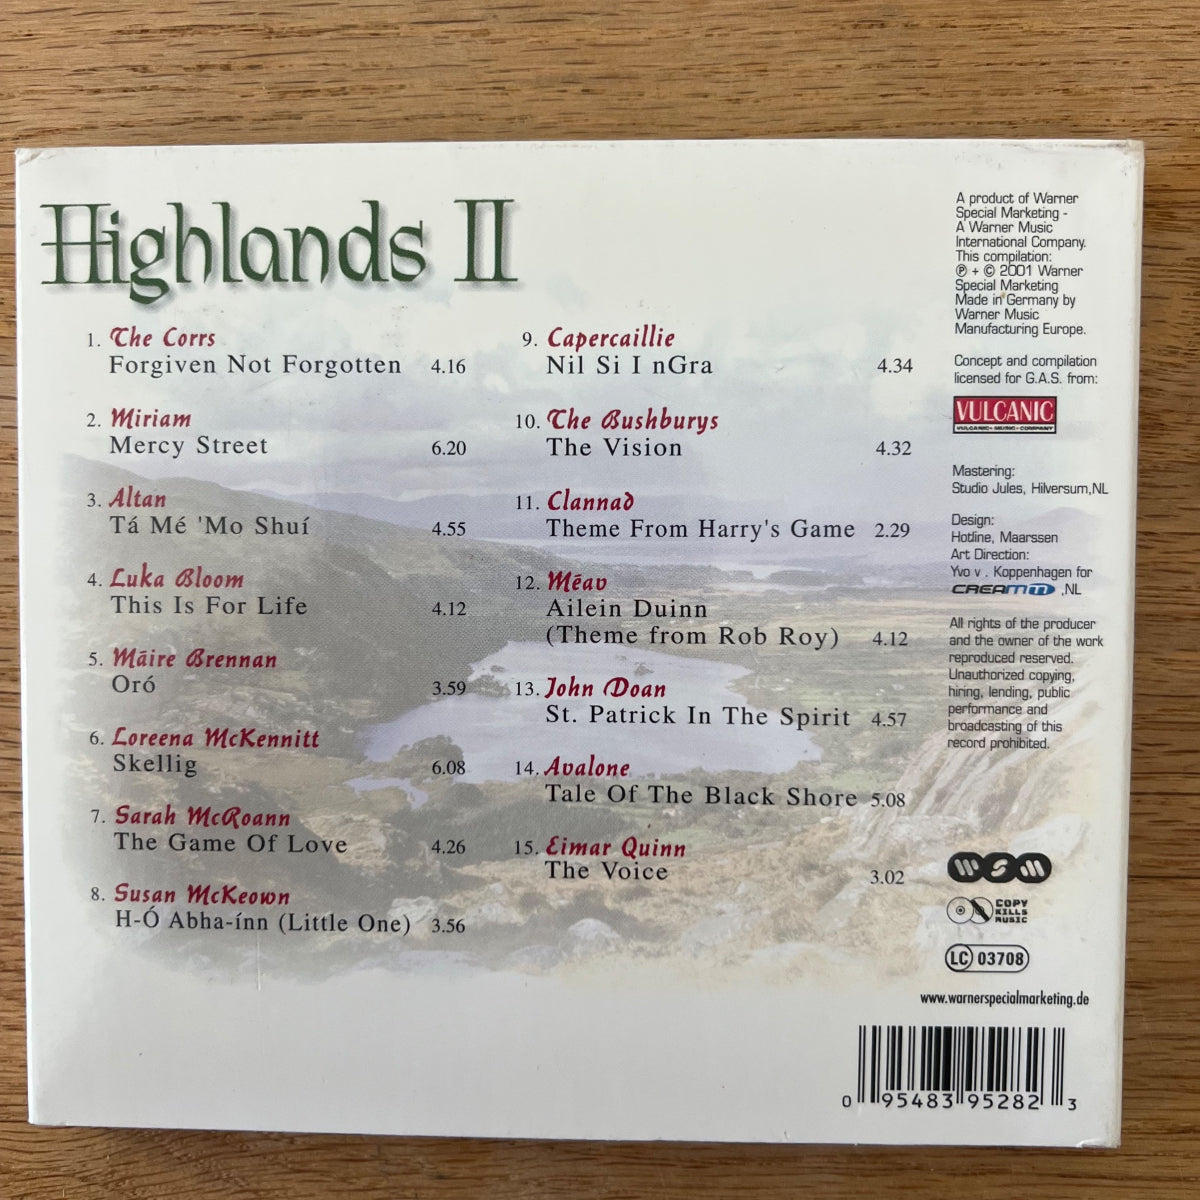 Highlands II
1. The Corrs
Forgiven Not Forgotten 4.16
2. Miriam
Mercy Street 6.20
3. Altan
Tá Mé 'Mo Shuí 4.55
4. Luka Bloom
This Is For Life 4.12
5. Māire Brennan
Oró 3.59
6. Loreena McKennitt
Skellig 6.08
7. Sarah McRoann
The Game Of Love 4.26
8. Susan McKeown
H-Ó Abha-ínn (Little One) 3.56
9. Capercaillie
Nil Si I nGra 4.34
10. The Bushburys
The Vision 4.32
11. Clannad
Theme From Harry's Game 2.29
12. Mēav
Ailein Duinn
(Theme from Rob Roy) 4.12
13. John Doan
St. Patrick In The Spirit 4.57
14. Avalone
Tale Of The Black Shore 5.08
15. Eimar Quinn
The Voice 3.02
A product of Warner
Special Marketing -
A Warner Music
International Company.
This compilation:
℗ + © 2001 Warner
Special Marketing
Made in Germany by
Warner Music
Manufacturing Europe.
Concept and compilation
licensed for G.A.S. from:
VULCANIC
VULCANIC • MUSIC • COMPANY
Mastering:
Studio Jules, Hilversum,NL
Design:
Hotline, Maarssen
Art Direction:
Yvo v . Koppenhagen for
CREAM ,NL
All rights of the producer
and the owner of the work
reproduced reserved.
Unauthorized copying,
hiring, lending, public
performance and
broadcasting of this
record prohibited.
WSM
COPY
KILLS
MUSIC
LC 03708
www.warnerspecialmarketing.de
0 95483 95282 3